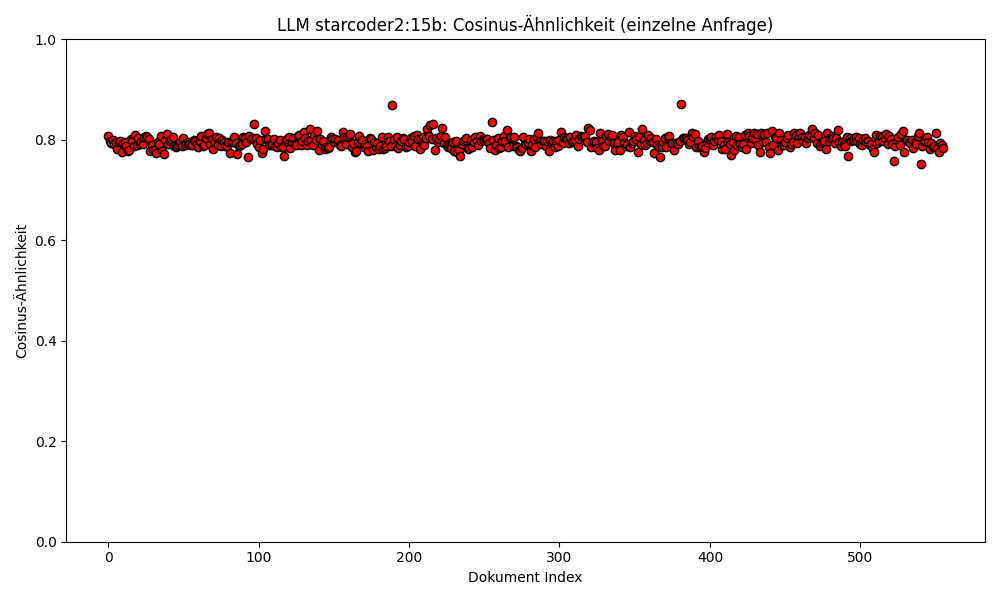 LLM starcoder2:15b: Cosinus-Ähnlichkeit (einzelne Anfrage)
1.0
0.8
0.6
0.4
0.2
0.0
Cosinus-Ähnlichkeit
0 100 200 300 400 500
Dokument Index